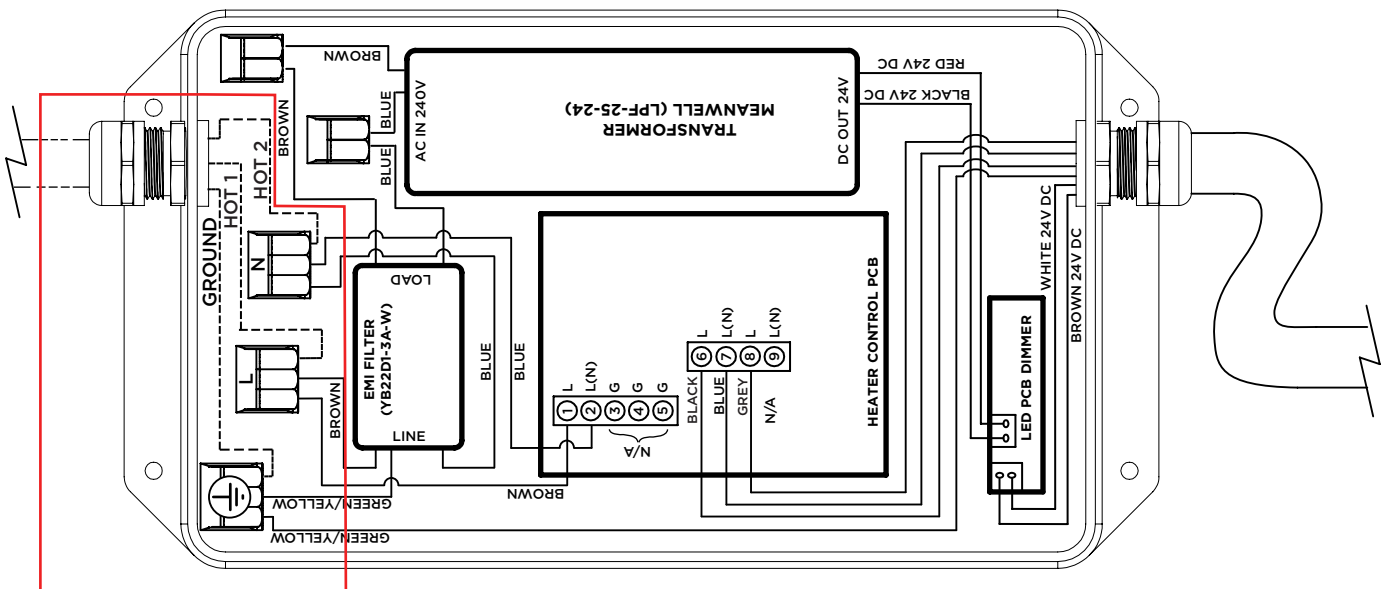 BROWN
BROWN
BLUE
BLUE
AC IN 240V
TRANSFORMER
MEANWELL (LPF-25-24)
DC OUT 24V
RED 24V DC
BLACK 24V DC
GROUND
HOT 1
HOT 2
N
L
BROWN
LOAD
EMI FILTER
(YB22D1-3A-W)
LINE
BLUE
BLUE
GREEN/YELLOW
GREEN/YELLOW
BROWN
1 L
2 L(N)
3 G
4 G
5 G
N/A
6 L
7 L(N)
8 L
9 L(N)
BLACK
BLUE
GREY
N/A
HEATER CONTROL PCB
LED PCB DIMMER
WHITE 24V DC
BROWN 24V DC